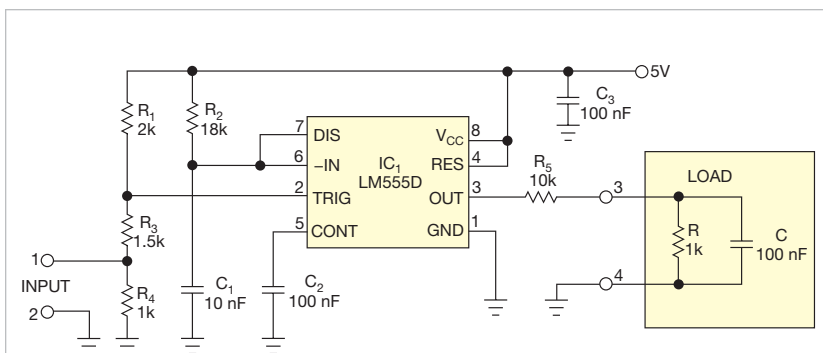 5V
R1
2k
R2
18k
C3
100 nF
7 DIS
6 –IN
2 TRIG
5 CONT
IC1
LM555D
VCC 8
RES 4
OUT 3
GND 1
R5
10k
3
LOAD
R
1k
C
100 nF
4
R3
1.5k
1
INPUT
2
R4
1k
C1
10 nF
C2
100 nF